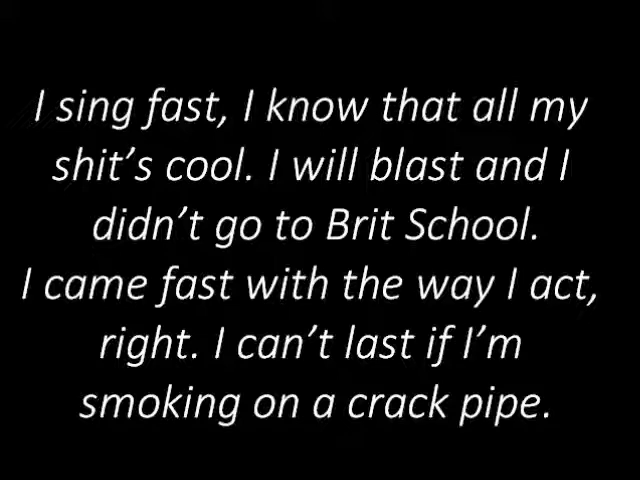 I sing fast, I know that all my
shit’s cool. I will blast and I
didn’t go to Brit School.
I came fast with the way I act,
right. I can’t last if I’m
smoking on a crack pipe.